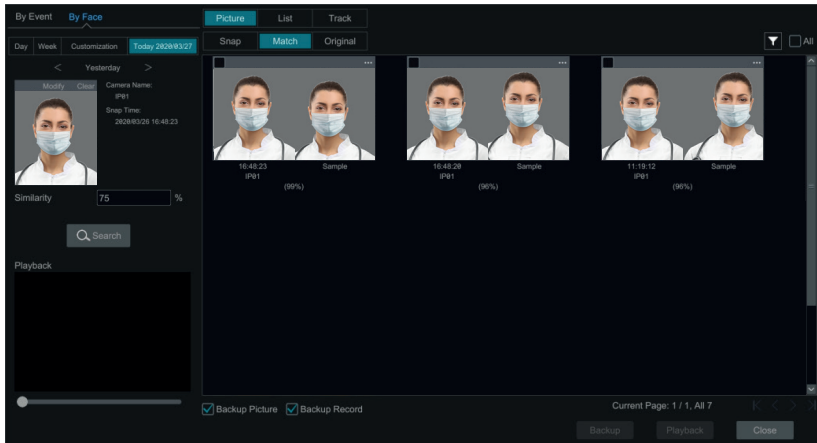 By Event By Face
Picture List Track
Day Week Customization Today 2020/03/27
Snap Match Original
All
< Yesterday >
Modify Clear
Camera Name:
IP01
Snap Time:
2020/03/26 16:48:23
16:48:23 Sample
IP01
(99%)
16:48:20 Sample
IP01
(96%)
11:19:12 Sample
IP01
(96%)
Similarity 75 %
Search
Playback
Backup Picture Backup Record
Current Page: 1 / 1, All 7
Backup Playback Close